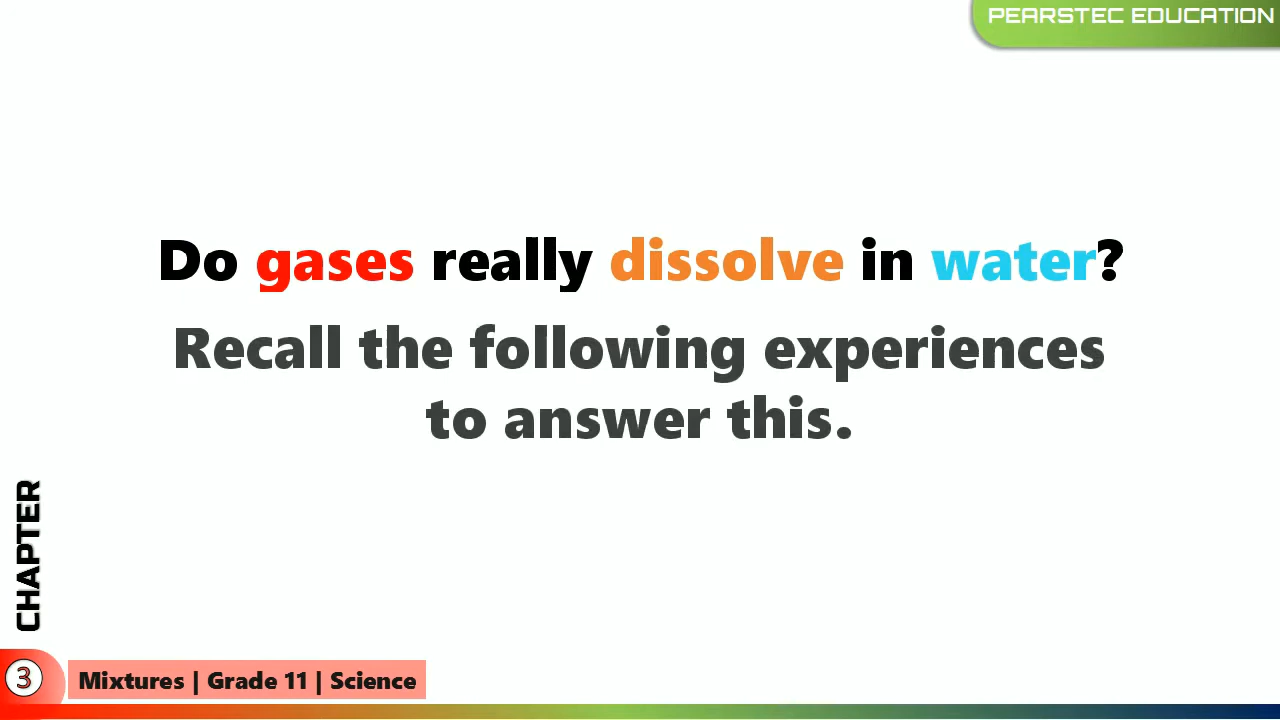 PEARSTEC EDUCATION
Do gases really dissolve in water?
Recall the following experiences
to answer this.
CHAPTER
3
Mixtures | Grade 11 | Science